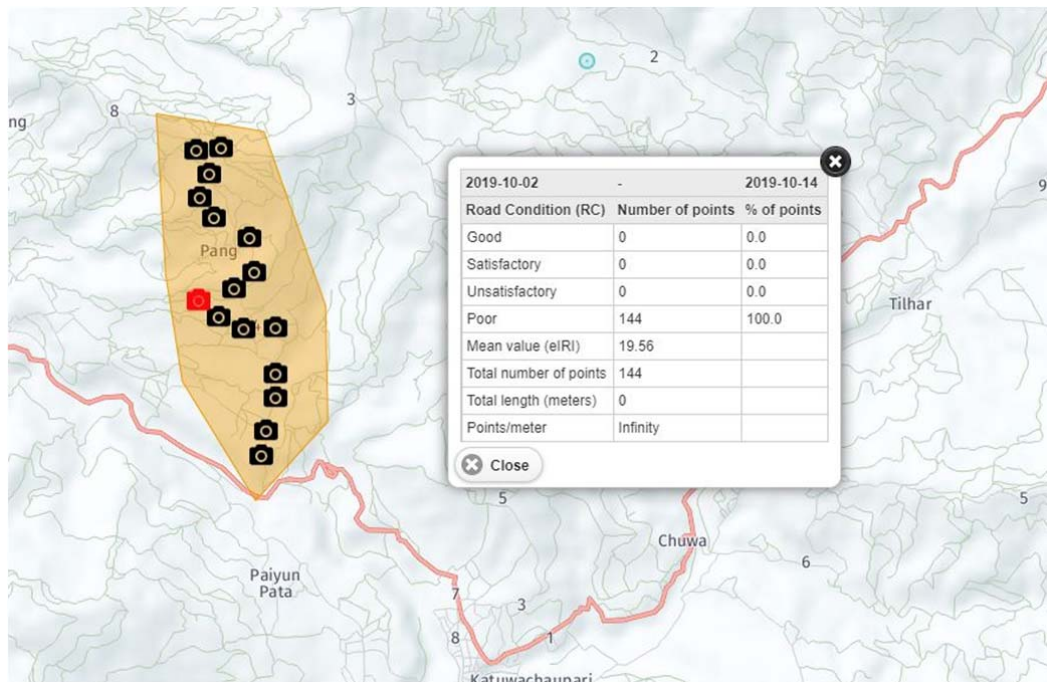 2
3
8
ng
2019-10-02 - 2019-10-14
Road Condition (RC) Number of points % of points
Good 0 0.0
Satisfactory 0 0.0
Unsatisfactory 0 0.0
Poor 144 100.0
Mean value (eIRI) 19.56
Total number of points 144
Total length (meters) 0
Points/meter Infinity
Close
9
Pang
Tilhar
5
5
Chuwa
6
Paiyun
Pata
7
3
8
1
Katuwachaupari